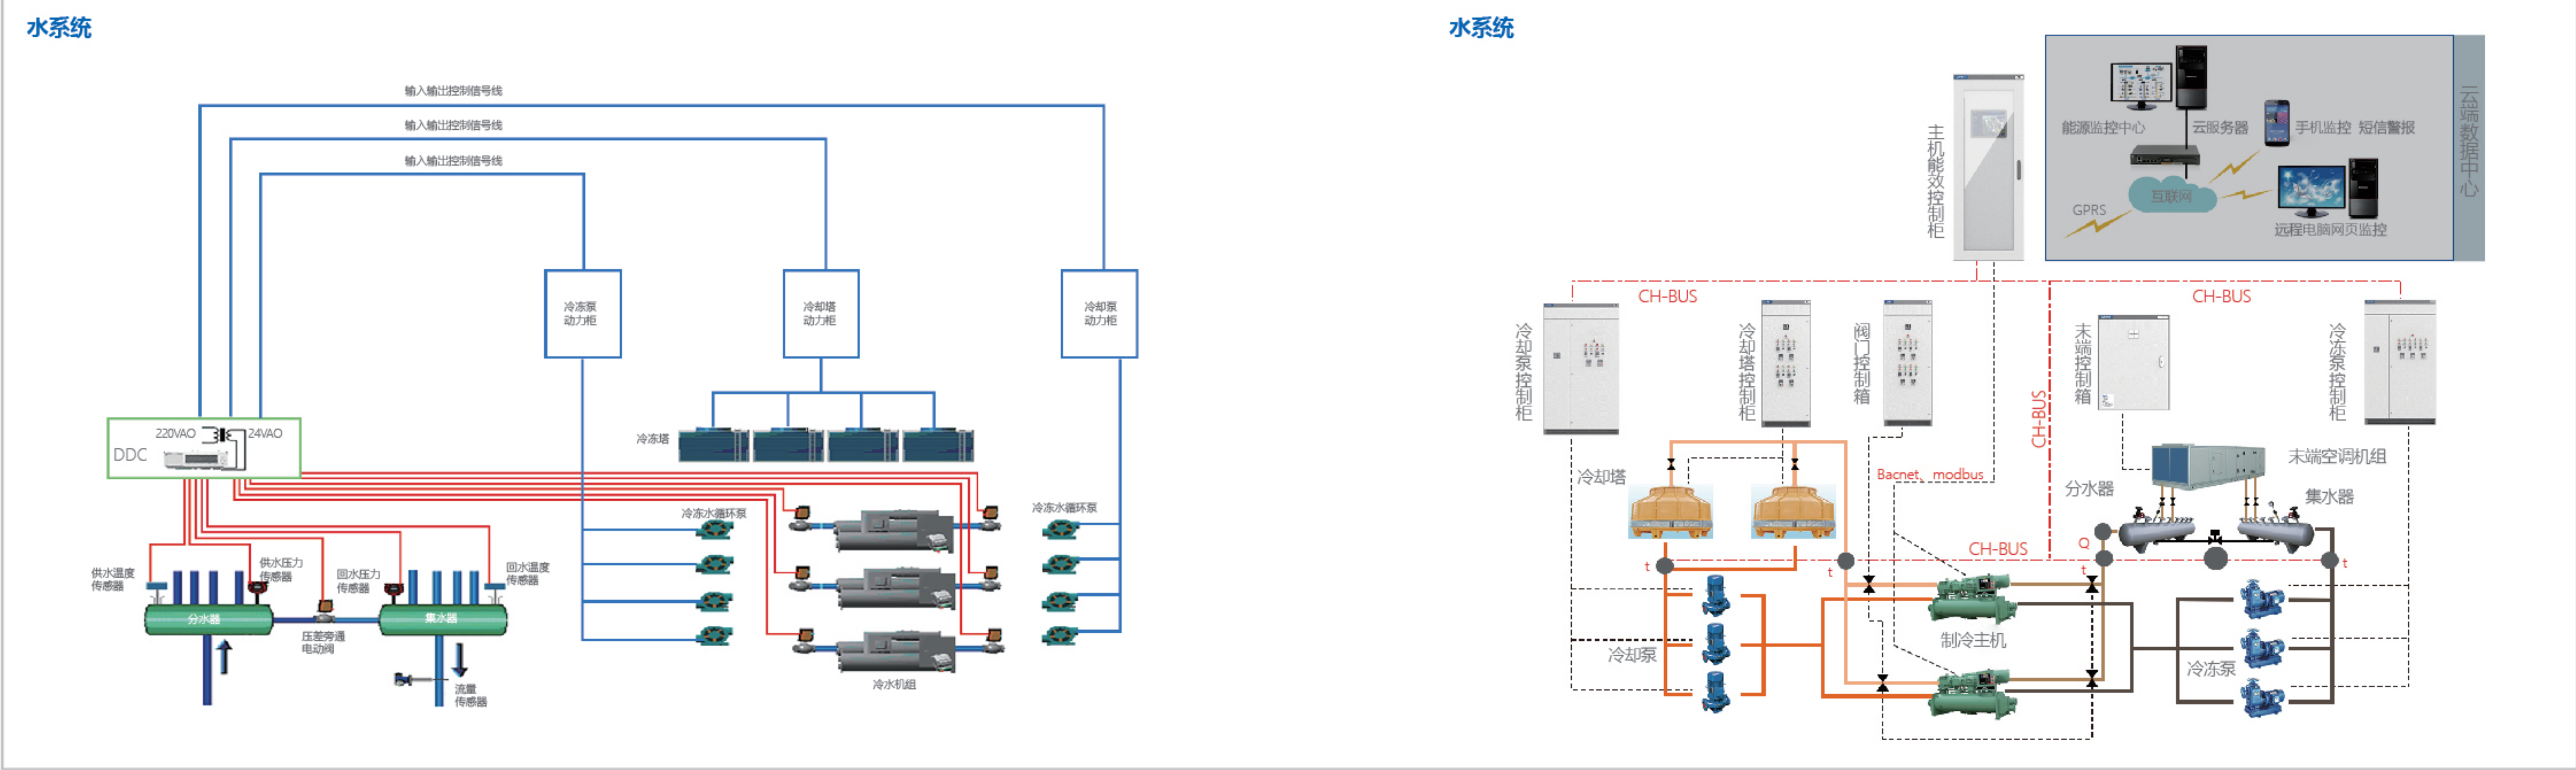 水系统
输入输出控制信号线
输入输出控制信号线
输入输出控制信号线
冷冻泵
动力柜
冷却塔
动力柜
冷却泵
动力柜
220VAO
24VAO
DDC
冷冻塔
冷冻水循环泵
冷冻水循环泵
供水温度
传感器
供水压力
传感器
回水压力
传感器
回水温度
传感器
分水器
集水器
压差旁通
电动阀
流量
传感器
冷水机组
水系统
主机能效控制柜
能源监控中心
云服务器
手机监控 短信警报
互联网
GPRS
远程电脑网页监控
云端数据中心
CH-BUS
CH-BUS
冷却泵控制柜
冷却塔控制柜
阀门控制箱
CH-BUS
末端控制箱
冷冻泵控制柜
冷却塔
Bacnet、modbus
末端空调机组
分水器
集水器
Q
CH-BUS
t
t
t
t
制冷主机
冷却泵
冷冻泵